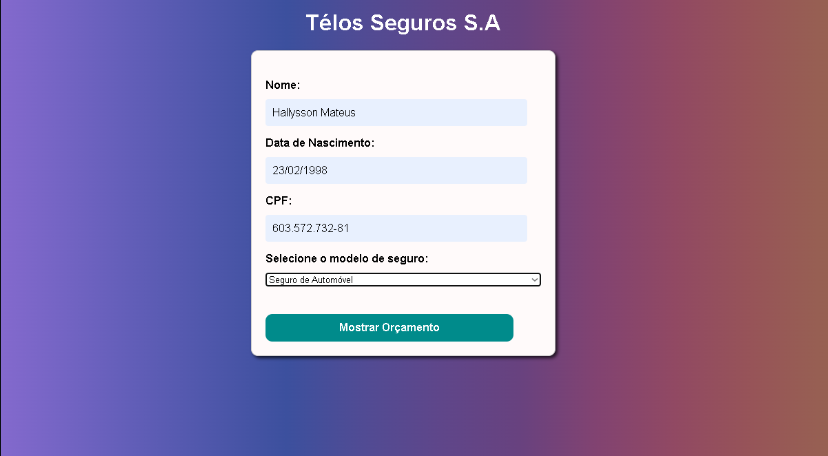 Télos Seguros S.A
Nome:
Hallysson Mateus
Data de Nascimento:
23/02/1998
CPF:
603.572.732-81
Selecione o modelo de seguro:
Seguro de Automóvel
Mostrar Orçamento